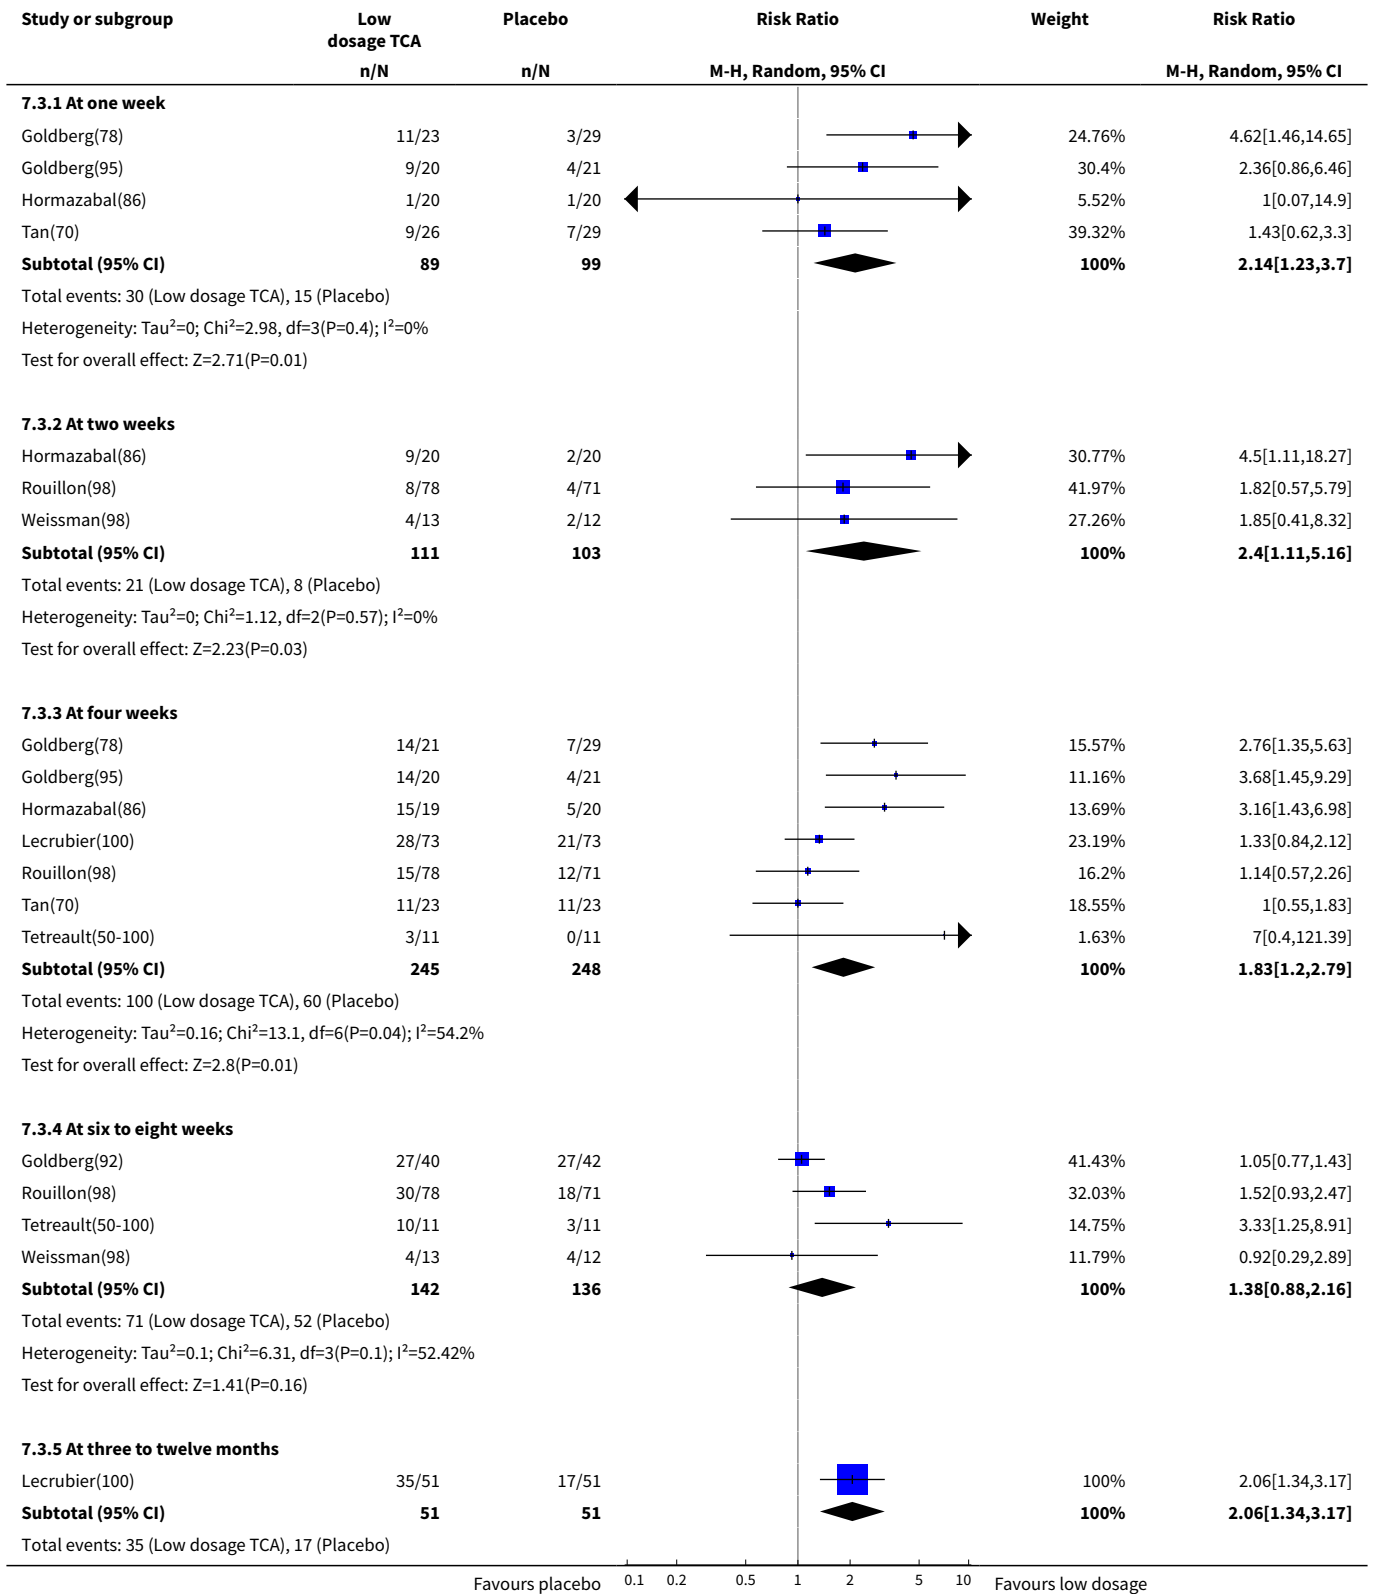 Study or subgroup Low dosage TCA Placebo Risk Ratio Weight Risk Ratio
n/N n/N M-H, Random, 95% CI M-H, Random, 95% CI
7.3.1 At one week
Goldberg(78) 11/23 3/29 24.76% 4.62[1.46,14.65]
Goldberg(95) 9/20 4/21 30.4% 2.36[0.86,6.46]
Hormazabal(86) 1/20 1/20 5.52% 1[0.07,14.9]
Tan(70) 9/26 7/29 39.32% 1.43[0.62,3.3]
Subtotal (95% CI) 89 99 100% 2.14[1.23,3.7]
Total events: 30 (Low dosage TCA), 15 (Placebo)
Heterogeneity: Tau²=0; Chi²=2.98, df=3(P=0.4); I²=0%
Test for overall effect: Z=2.71(P=0.01)
7.3.2 At two weeks
Hormazabal(86) 9/20 2/20 30.77% 4.5[1.11,18.27]
Rouillon(98) 8/78 4/71 41.97% 1.82[0.57,5.79]
Weissman(98) 4/13 2/12 27.26% 1.85[0.41,8.32]
Subtotal (95% CI) 111 103 100% 2.4[1.11,5.16]
Total events: 21 (Low dosage TCA), 8 (Placebo)
Heterogeneity: Tau²=0; Chi²=1.12, df=2(P=0.57); I²=0%
Test for overall effect: Z=2.23(P=0.03)
7.3.3 At four weeks
Goldberg(78) 14/21 7/29 15.57% 2.76[1.35,5.63]
Goldberg(95) 14/20 4/21 11.16% 3.68[1.45,9.29]
Hormazabal(86) 15/19 5/20 13.69% 3.16[1.43,6.98]
Lecrubier(100) 28/73 21/73 23.19% 1.33[0.84,2.12]
Rouillon(98) 15/78 12/71 16.2% 1.14[0.57,2.26]
Tan(70) 11/23 11/23 18.55% 1[0.55,1.83]
Tetreault(50-100) 3/11 0/11 1.63% 7[0.4,121.39]
Subtotal (95% CI) 245 248 100% 1.83[1.2,2.79]
Total events: 100 (Low dosage TCA), 60 (Placebo)
Heterogeneity: Tau²=0.16; Chi²=13.1, df=6(P=0.04); I²=54.2%
Test for overall effect: Z=2.8(P=0.01)
7.3.4 At six to eight weeks
Goldberg(92) 27/40 27/42 41.43% 1.05[0.77,1.43]
Rouillon(98) 30/78 18/71 32.03% 1.52[0.93,2.47]
Tetreault(50-100) 10/11 3/11 14.75% 3.33[1.25,8.91]
Weissman(98) 4/13 4/12 11.79% 0.92[0.29,2.89]
Subtotal (95% CI) 142 136 100% 1.38[0.88,2.16]
Total events: 71 (Low dosage TCA), 52 (Placebo)
Heterogeneity: Tau²=0.1; Chi²=6.31, df=3(P=0.1); I²=52.42%
Test for overall effect: Z=1.41(P=0.16)
7.3.5 At three to twelve months
Lecrubier(100) 35/51 17/51 100% 2.06[1.34,3.17]
Subtotal (95% CI) 51 51 100% 2.06[1.34,3.17]
Total events: 35 (Low dosage TCA), 17 (Placebo)
Favours placebo 0.1 0.2 0.5 1 2 5 10 Favours low dosage